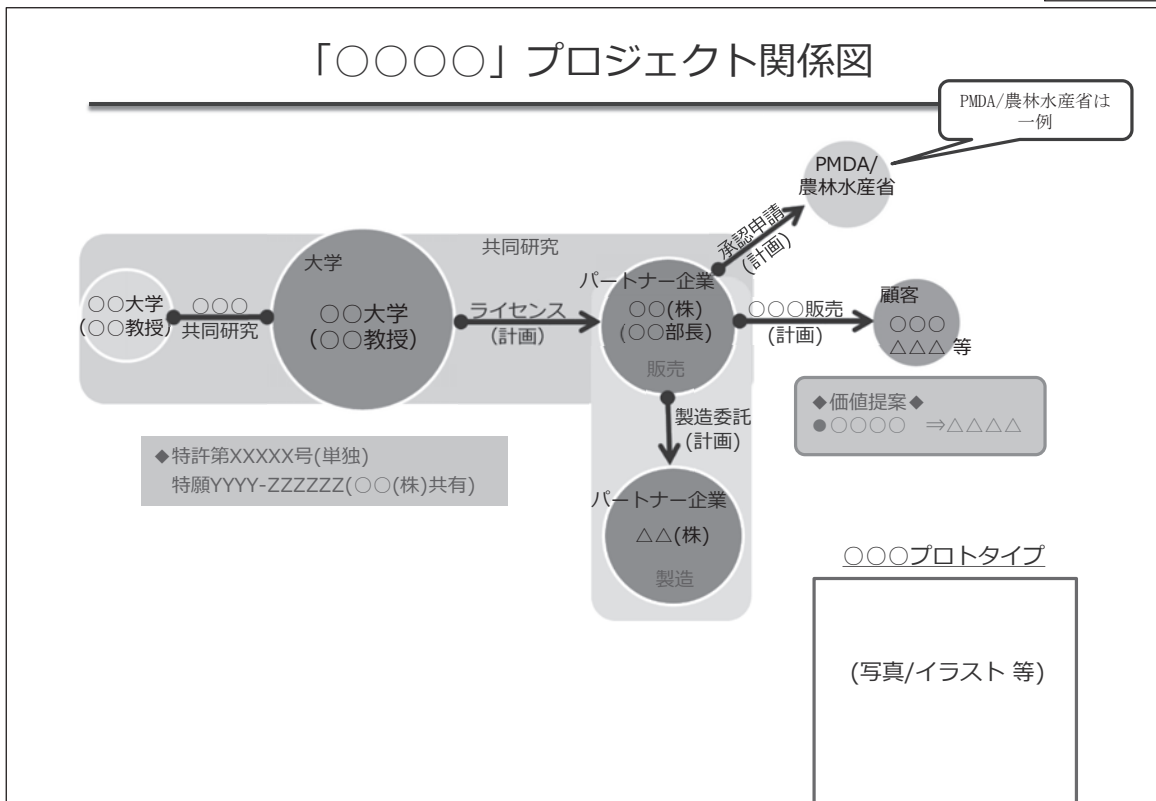 「○○○○」プロジェクト関係図
PMDA/農林水産省は
一例
PMDA/
農林水産省
承認申請
(計画)
共同研究
大学
○○大学
(○○教授)
○○○
共同研究
○○大学
(○○教授)
ライセンス
(計画)
パートナー企業
○○(株)
(○○部長)
販売
○○○販売
(計画)
顧客
○○○
△△△ 等
◆価値提案◆
●○○○○ ⇒△△△△
製造委託
(計画)
◆特許第XXXXX号(単独)
特願YYYY-ZZZZZZ(○○(株)共有)
パートナー企業
△△(株)
製造
○○○プロトタイプ
(写真/イラスト 等)